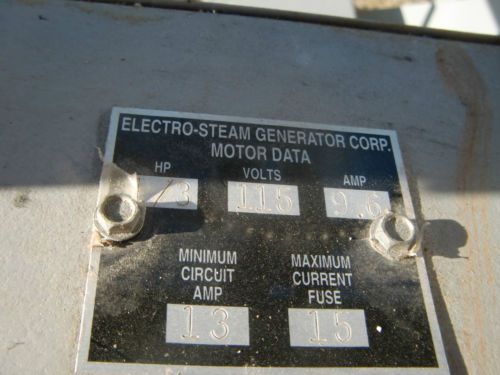 ELECTRO-STEAM GENERATOR CORP.
MOTOR DATA
HP VOLTS AMP
/3 115 9.6
MINIMUM CIRCUIT AMP
MAXIMUM CURRENT FUSE
13 15